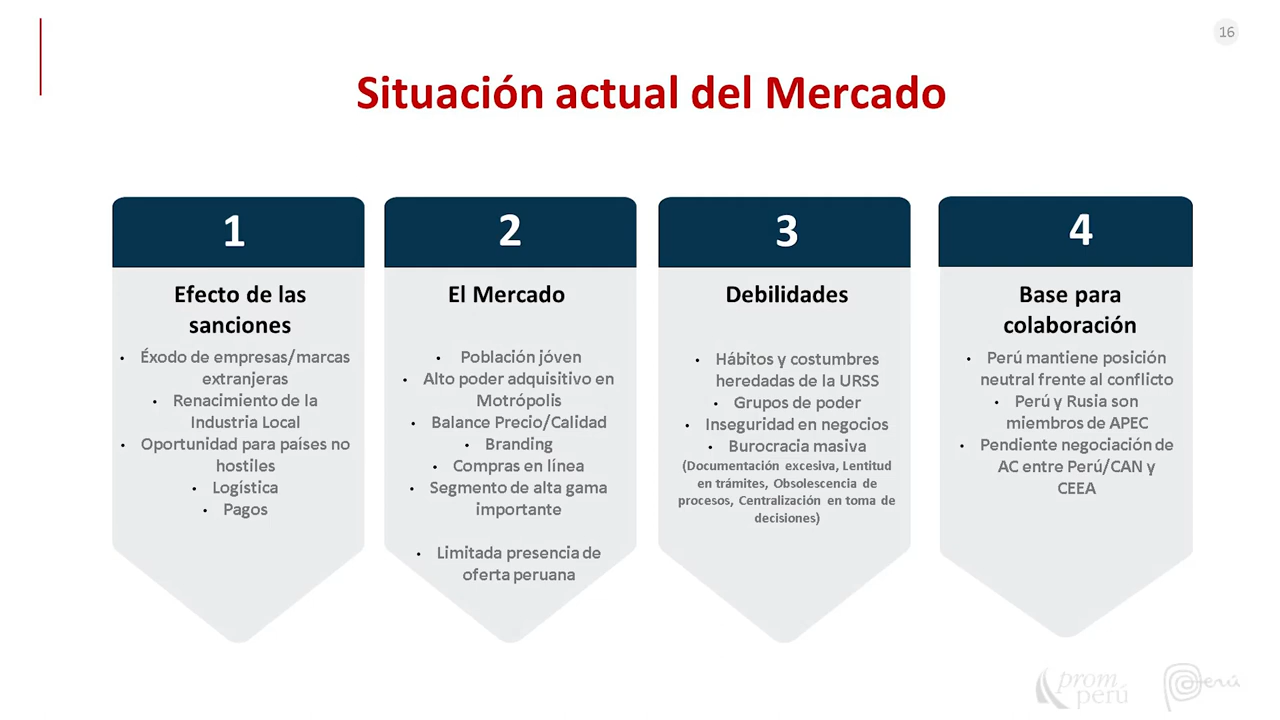 16
Situación actual del Mercado
1
Efecto de las
sanciones
• Éxodo de empresas/marcas
extranjeras
• Renacimiento de la
Industria Local
• Oportunidad para países no
hostiles
• Logística
• Pagos
2
El Mercado
• Población jóven
• Alto poder adquisitivo en
Motrópolis
• Balance Precio/Calidad
• Branding
• Compras en línea
• Segmento de alta gama
importante
• Limitada presencia de
oferta peruana
3
Debilidades
• Hábitos y costumbres
heredadas de la URSS
• Grupos de poder
• Inseguridad en negocios
• Burocracia masiva
(Documentación excesiva, Lentitud
en trámites, Obsolescencia de
procesos, Centralización en toma de
decisiones)
4
Base para
colaboración
• Perú mantiene posición
neutral frente al conflicto
• Perú y Rusia son
miembros de APEC
• Pendiente negociación de
AC entre Perú/CAN y
CEEA
prom
perú
Perú